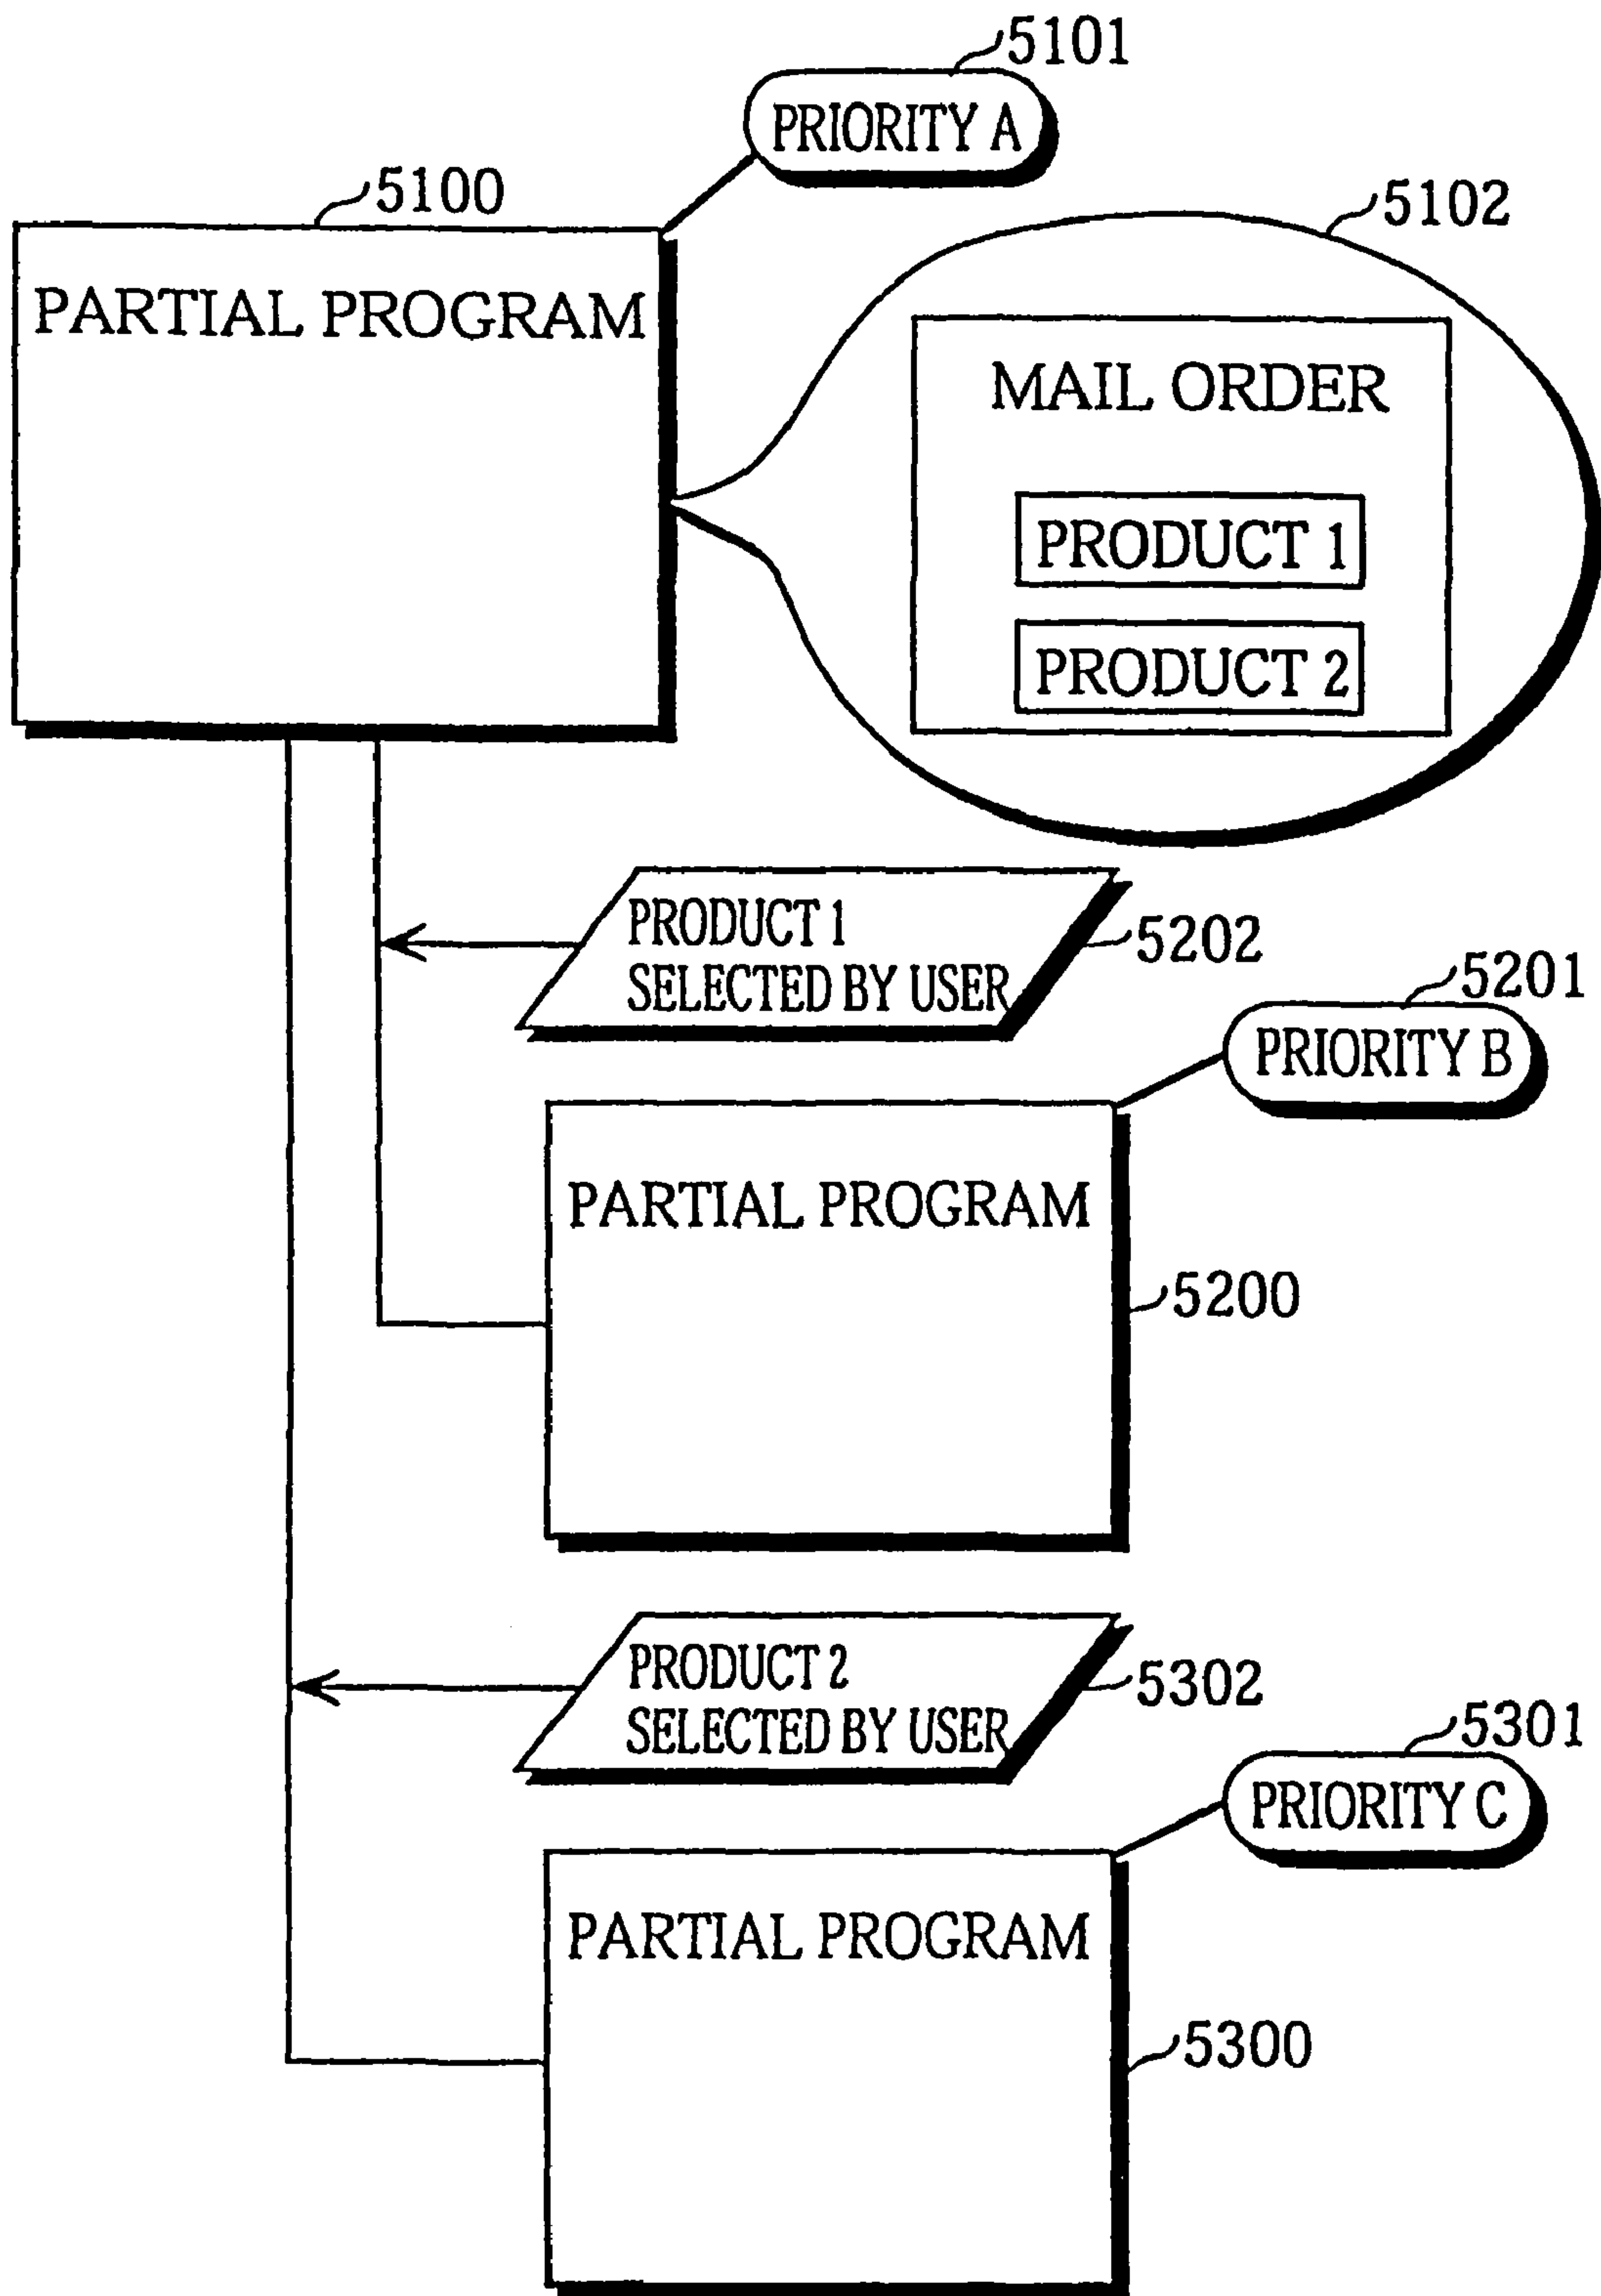 5101
PRIORITY A
5100
5102
PARTIAL PROGRAM
MAIL ORDER
PRODUCT 1
PRODUCT 2
PRODUCT 1
SELECTED BY USER
5202
5201
PRIORITY B
PARTIAL PROGRAM
5200
PRODUCT 2
SELECTED BY USER
5302
5301
PRIORITY C
PARTIAL PROGRAM
5300